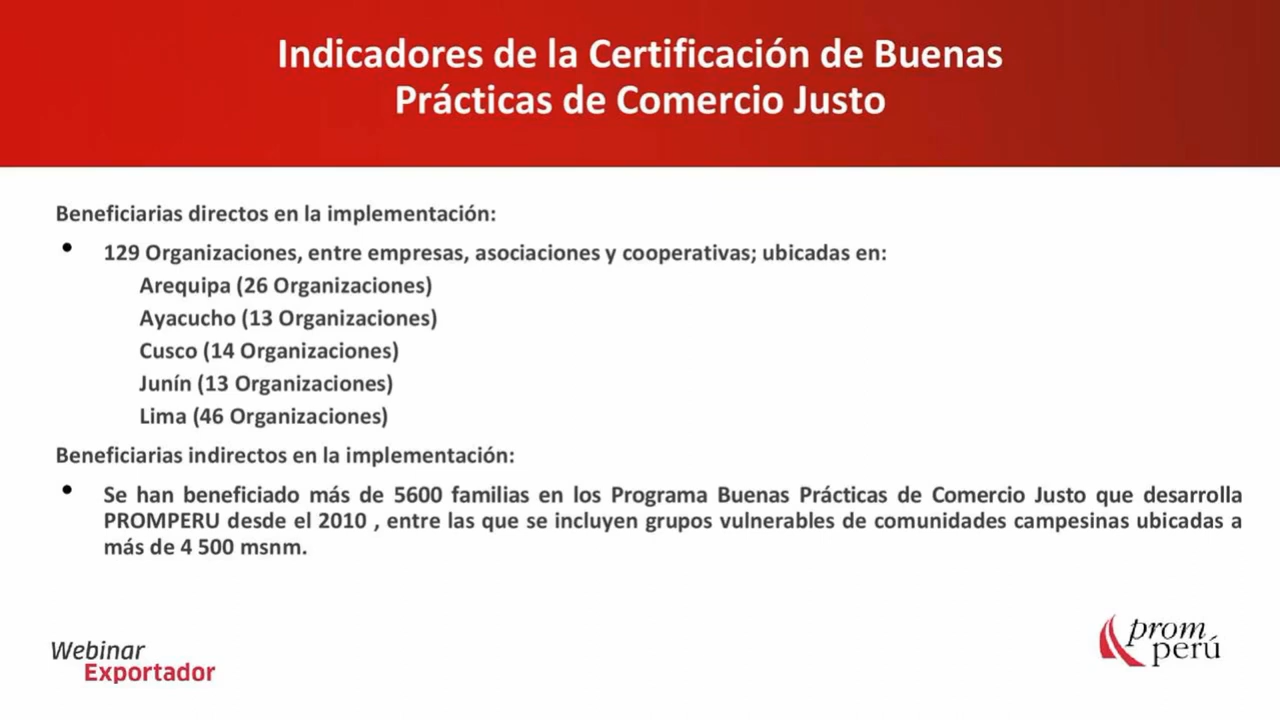 Indicadores de la Certificación de Buenas
Prácticas de Comercio Justo
Beneficiarias directos en la implementación:
• 129 Organizaciones, entre empresas, asociaciones y cooperativas; ubicadas en:
Arequipa (26 Organizaciones)
Ayacucho (13 Organizaciones)
Cusco (14 Organizaciones)
Junín (13 Organizaciones)
Lima (46 Organizaciones)
Beneficiarias indirectos en la implementación:
• Se han beneficiado más de 5600 familias en los Programa Buenas Prácticas de Comercio Justo que desarrolla
PROMPERU desde el 2010 , entre las que se incluyen grupos vulnerables de comunidades campesinas ubicadas a
más de 4 500 msnm.
Webinar
Exportador
prom
perú